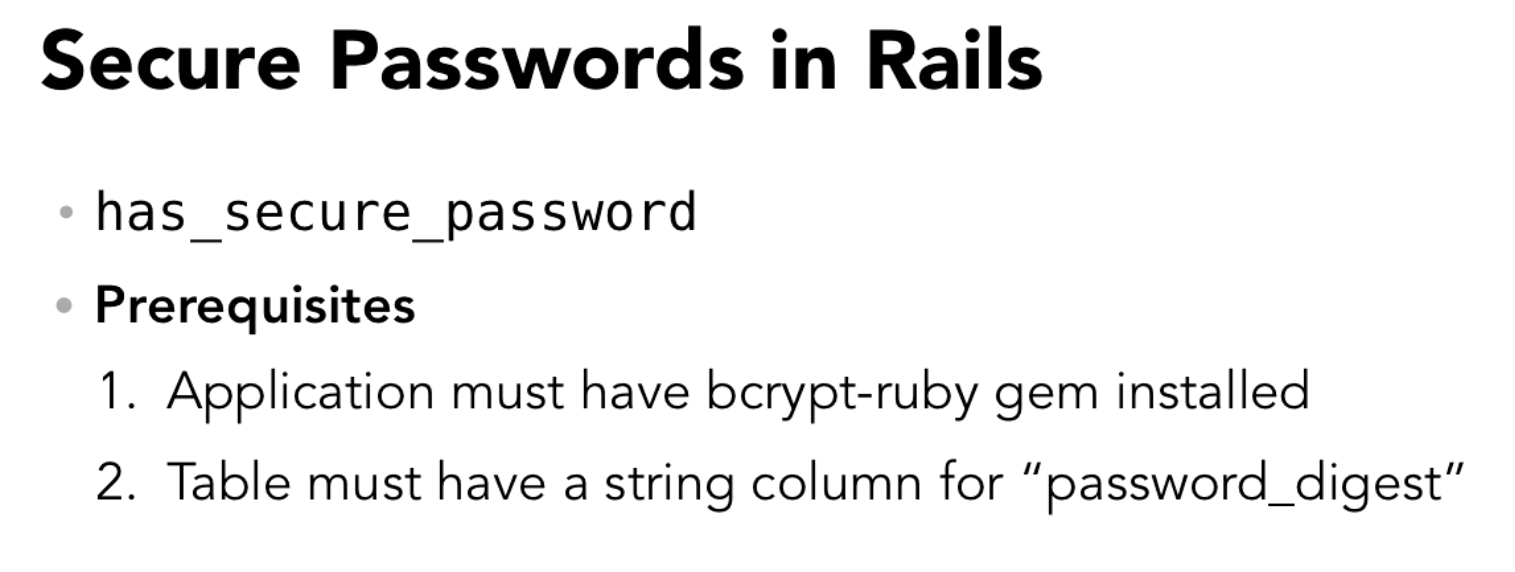 Secure Passwords in Rails
• has_secure_password
• Prerequisites
1. Application must have bcrypt-ruby gem installed
2. Table must have a string column for “password_digest”